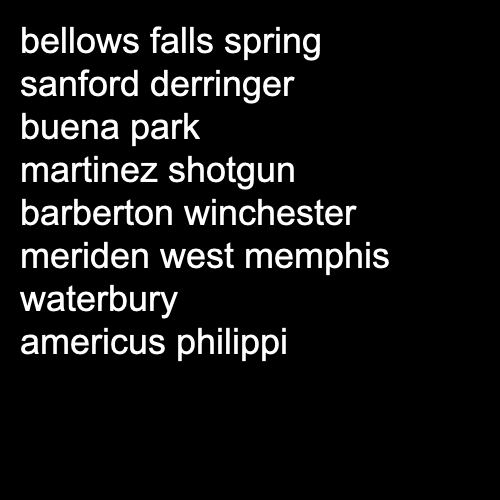 bellows falls spring
sanford derringer
buena park
martinez shotgun
barberton winchester
meriden west memphis
waterbury
americus philippi